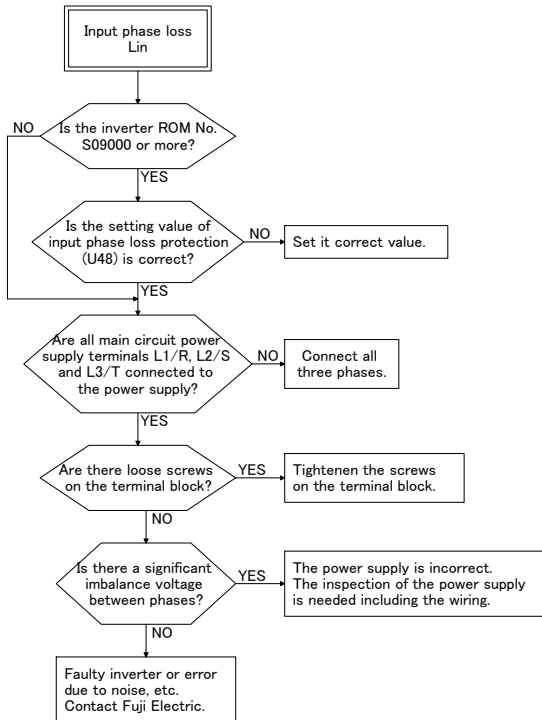 Input phase loss
Lin
NO
Is the inverter ROM No.
S09000 or more?
YES
Is the setting value of
input phase loss protection
(U48) is correct?
NO
Set it correct value.
YES
Are all main circuit power
supply terminals L1/R, L2/S
and L3/T connected to
the power supply?
NO
Connect all
three phases.
YES
Are there loose screws
on the terminal block?
YES
Tightenen the screws
on the terminal block.
NO
Is there a significant
imbalance voltage
between phases?
YES
The power supply is incorrect.
The inspection of the power supply
is needed including the wiring.
NO
Faulty inverter or error
due to noise, etc.
Contact Fuji Electric.